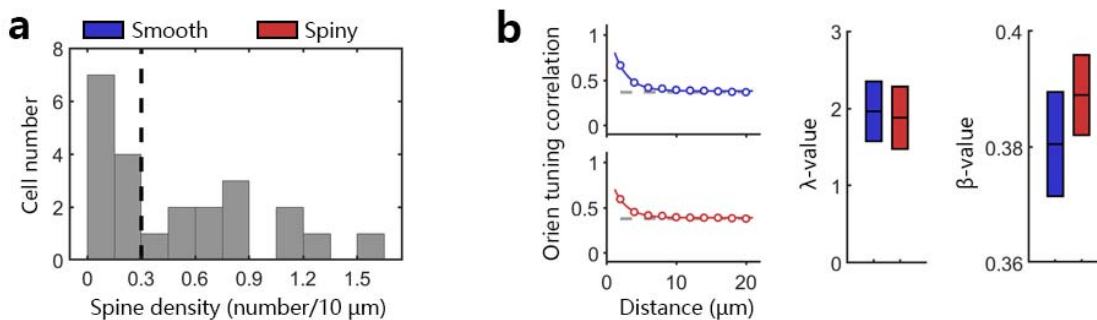 a
Smooth
Spiny
8
6
4
2
0
Cell number
0
0.3
0.6
0.9
1.2
1.5
Spine density (number/10 μm)
b
1
0.5
0
1
0.5
0
Orien tuning correlation
0
10
20
Distance (μm)
3
2
1
0
λ-value
0.4
0.38
0.36
β-value